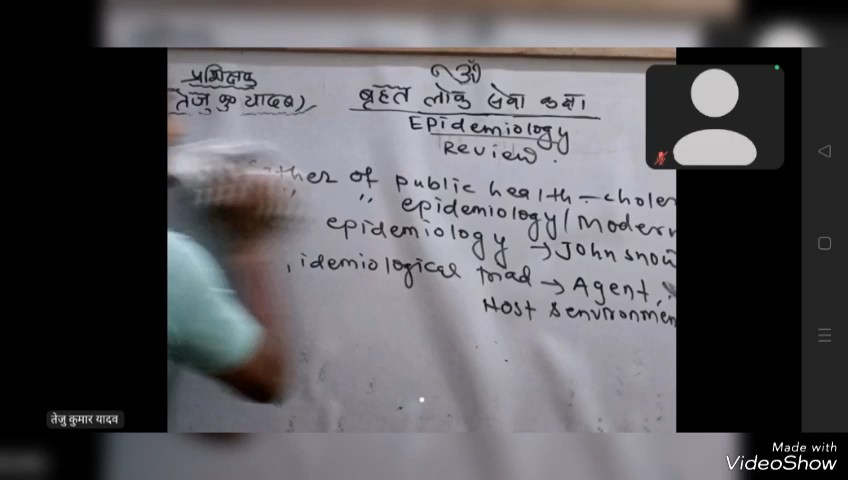 ॐ
प्रशिक्षक
तेजु कु यादव)
बृहत लोक सेवा कक्षा
Epidemiology
Review.
ther of public health - choler
" " epidemiology/modern
epidemiology → John snow
idemiological triad → Agent,
Host & environmen
तेजु कुमार यादव
Made with
VideoShow